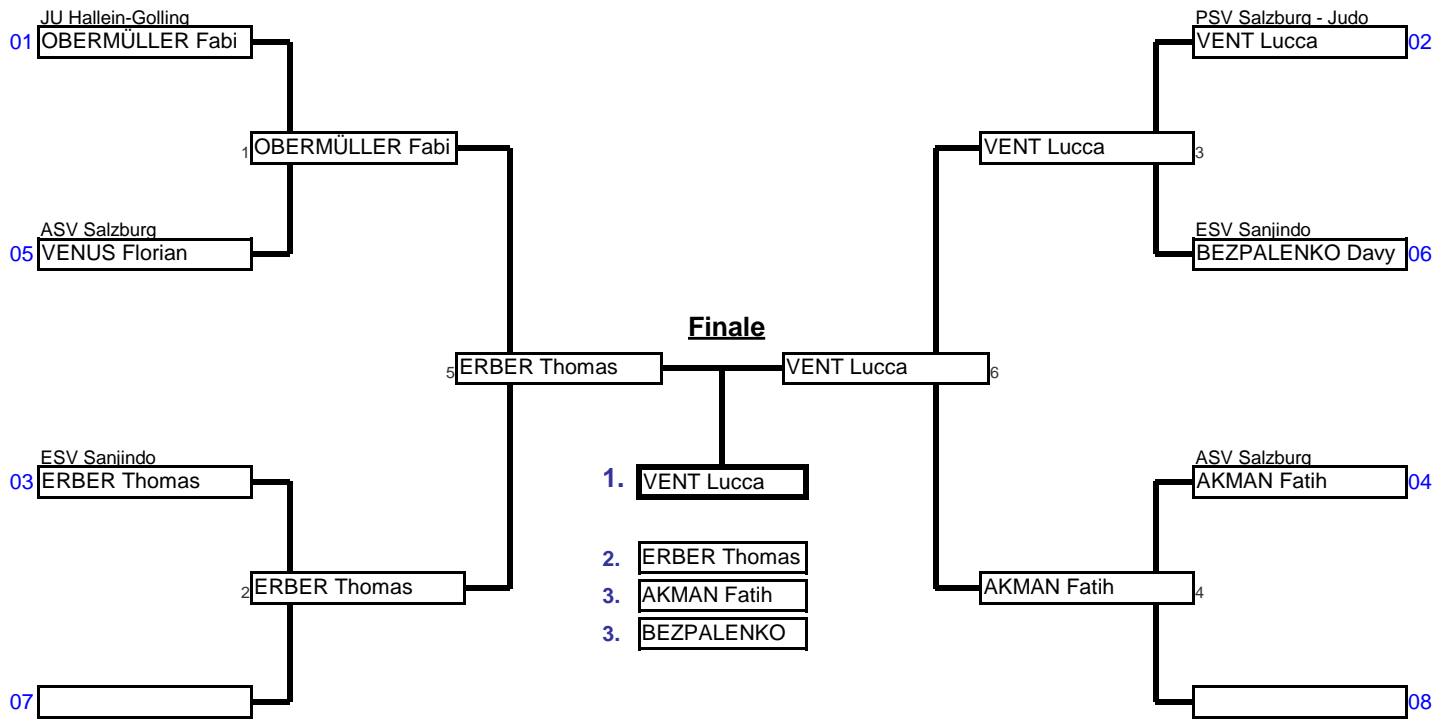 JU Hallein-Golling
01 OBERMÜLLER Fabi
PSV Salzburg - Judo
VENT Lucca 02
1 OBERMÜLLER Fabi
VENT Lucca 3
ASV Salzburg
05 VENUS Florian
ESV Sanjindo
BEZPALENKO Davy 06
Finale
5 ERBER Thomas
VENT Lucca 6
ESV Sanjindo
03 ERBER Thomas
1. VENT Lucca
ASV Salzburg
AKMAN Fatih 04
2. ERBER Thomas
2 ERBER Thomas
3. AKMAN Fatih
AKMAN Fatih 4
3. BEZPALENKO
07
08